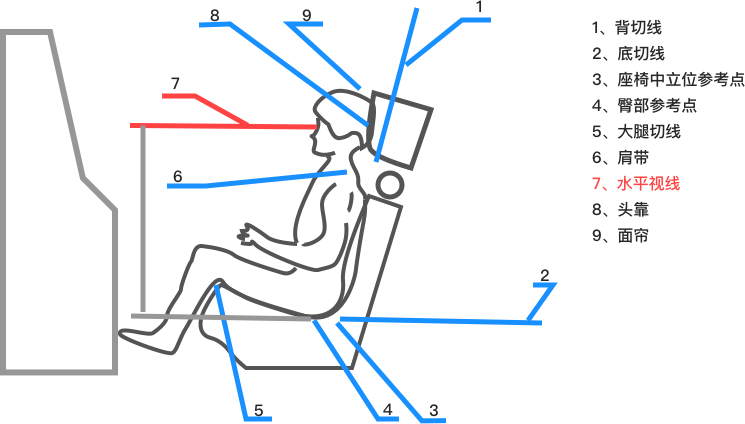 8
9
1
7
6
2
5
4
3
1、背切线
2、底切线
3、座椅中立位参考点
4、臀部参考点
5、大腿切线
6、肩带
7、水平视线
8、头靠
9、面帘